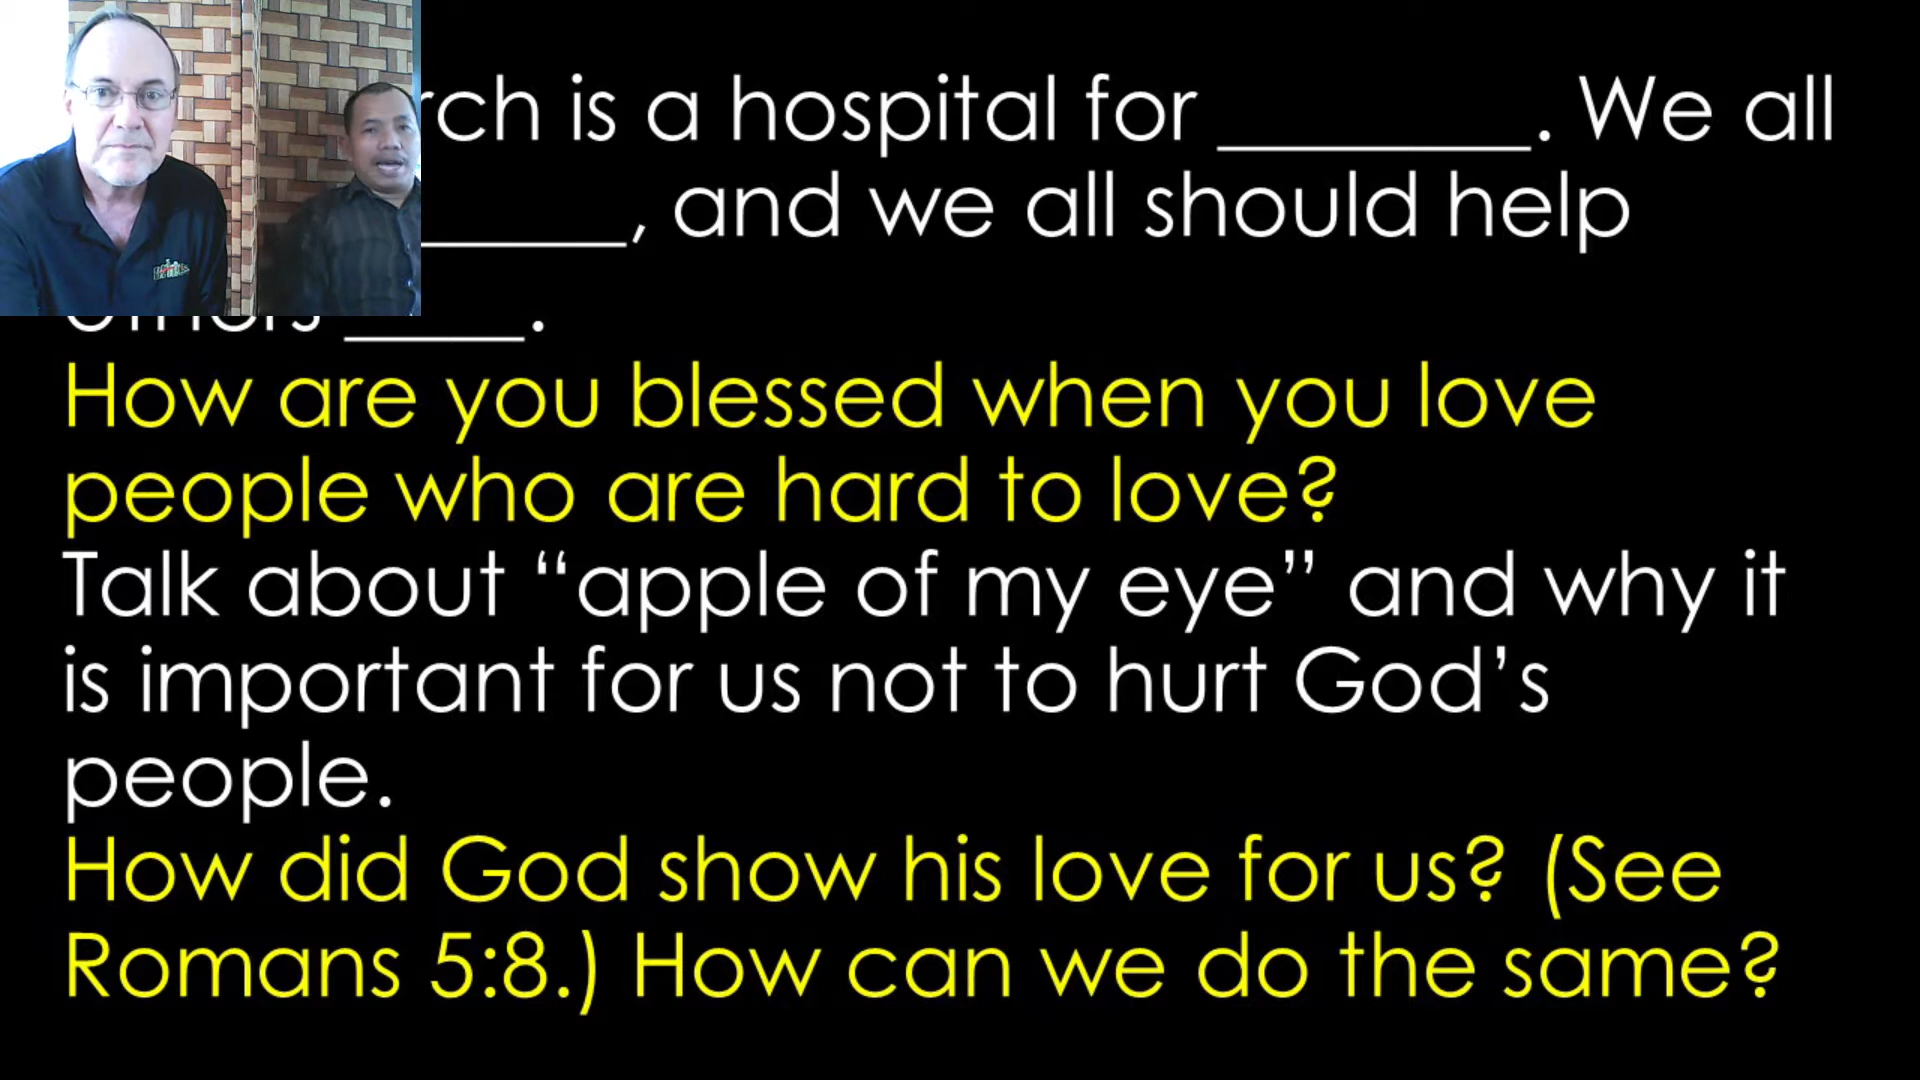 rch is a hospital for ________. We all
______, and we all should help
others _____.
How are you blessed when you love
people who are hard to love?
Talk about “apple of my eye” and why it
is important for us not to hurt God’s
people.
How did God show his love for us? (See
Romans 5:8.) How can we do the same?